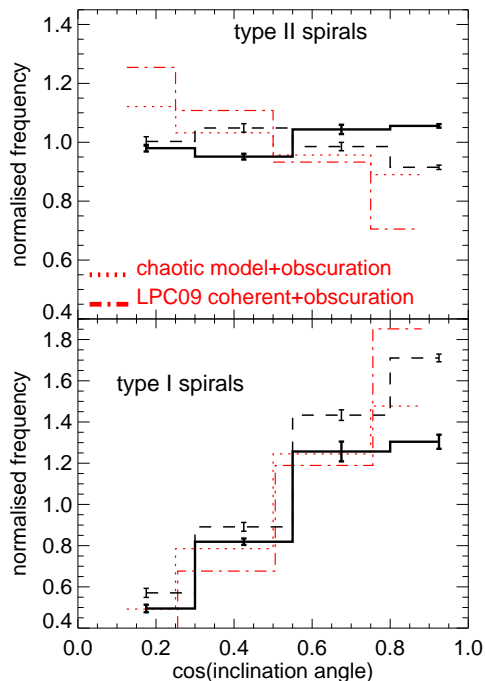 type II spirals
normalised frequency
1.4
1.2
1.0
0.8
0.6
0.4
chaotic model+obscuration
LPC09 coherent+obscuration
type I spirals
normalised frequency
1.8
1.6
1.4
1.2
1.0
0.8
0.6
0.4
0.0 0.2 0.4 0.6 0.8 1.0
cos(inclination angle)